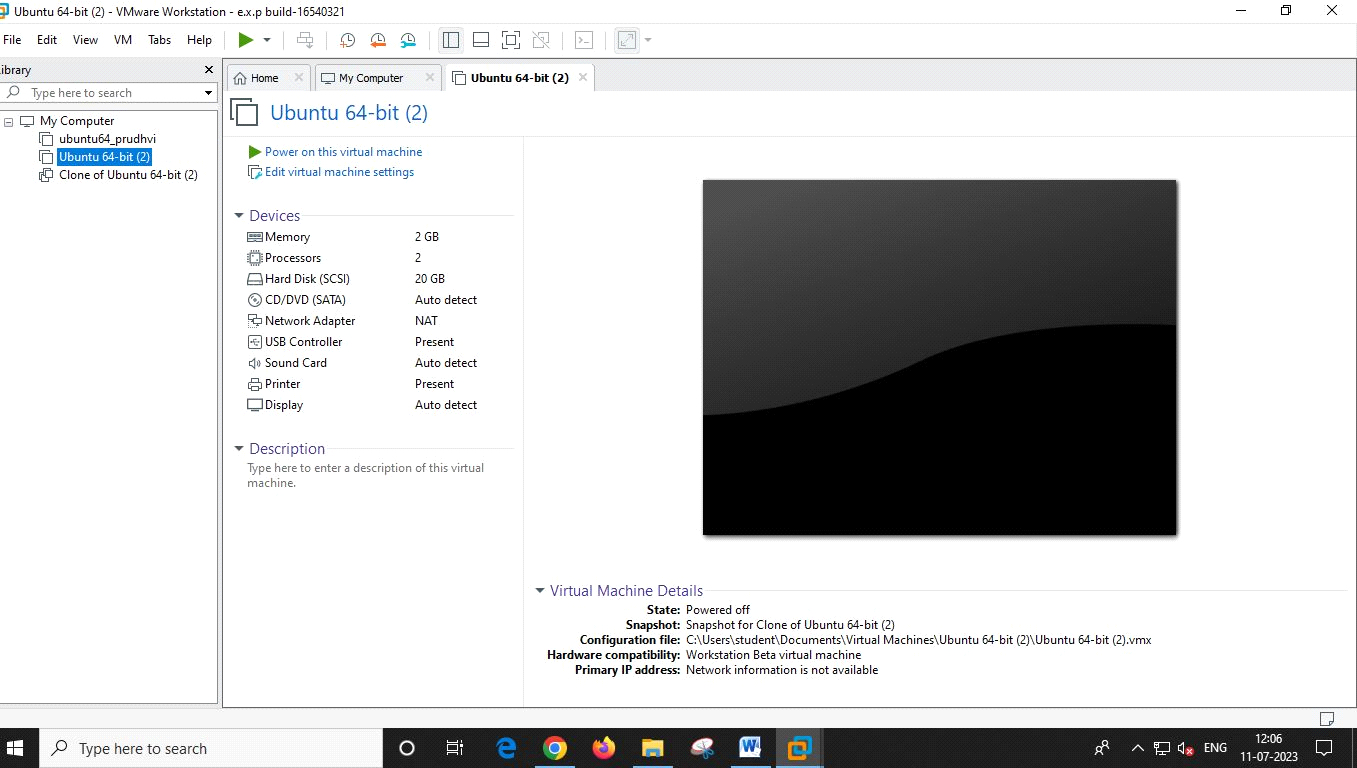 Ubuntu 64-bit (2) - VMware Workstation - e.x.p build-16540321
File Edit View VM Tabs Help
ibrary
Type here to search
My Computer
ubuntu64_prudhvi
Ubuntu 64-bit (2)
Clone of Ubuntu 64-bit (2)
Home My Computer Ubuntu 64-bit (2)
Ubuntu 64-bit (2)
Power on this virtual machine
Edit virtual machine settings
Devices
Memory 2 GB
Processors 2
Hard Disk (SCSI) 20 GB
CD/DVD (SATA) Auto detect
Network Adapter NAT
USB Controller Present
Sound Card Auto detect
Printer Present
Display Auto detect
Description
Type here to enter a description of this virtual
machine.
Virtual Machine Details
State: Powered off
Snapshot: Snapshot for Clone of Ubuntu 64-bit (2)
Configuration file: C:\Users\student\Documents\Virtual Machines\Ubuntu 64-bit (2)\Ubuntu 64-bit (2).vmx
Hardware compatibility: Workstation Beta virtual machine
Primary IP address: Network information is not available
Type here to search
W
ENG
12:06
11-07-2023